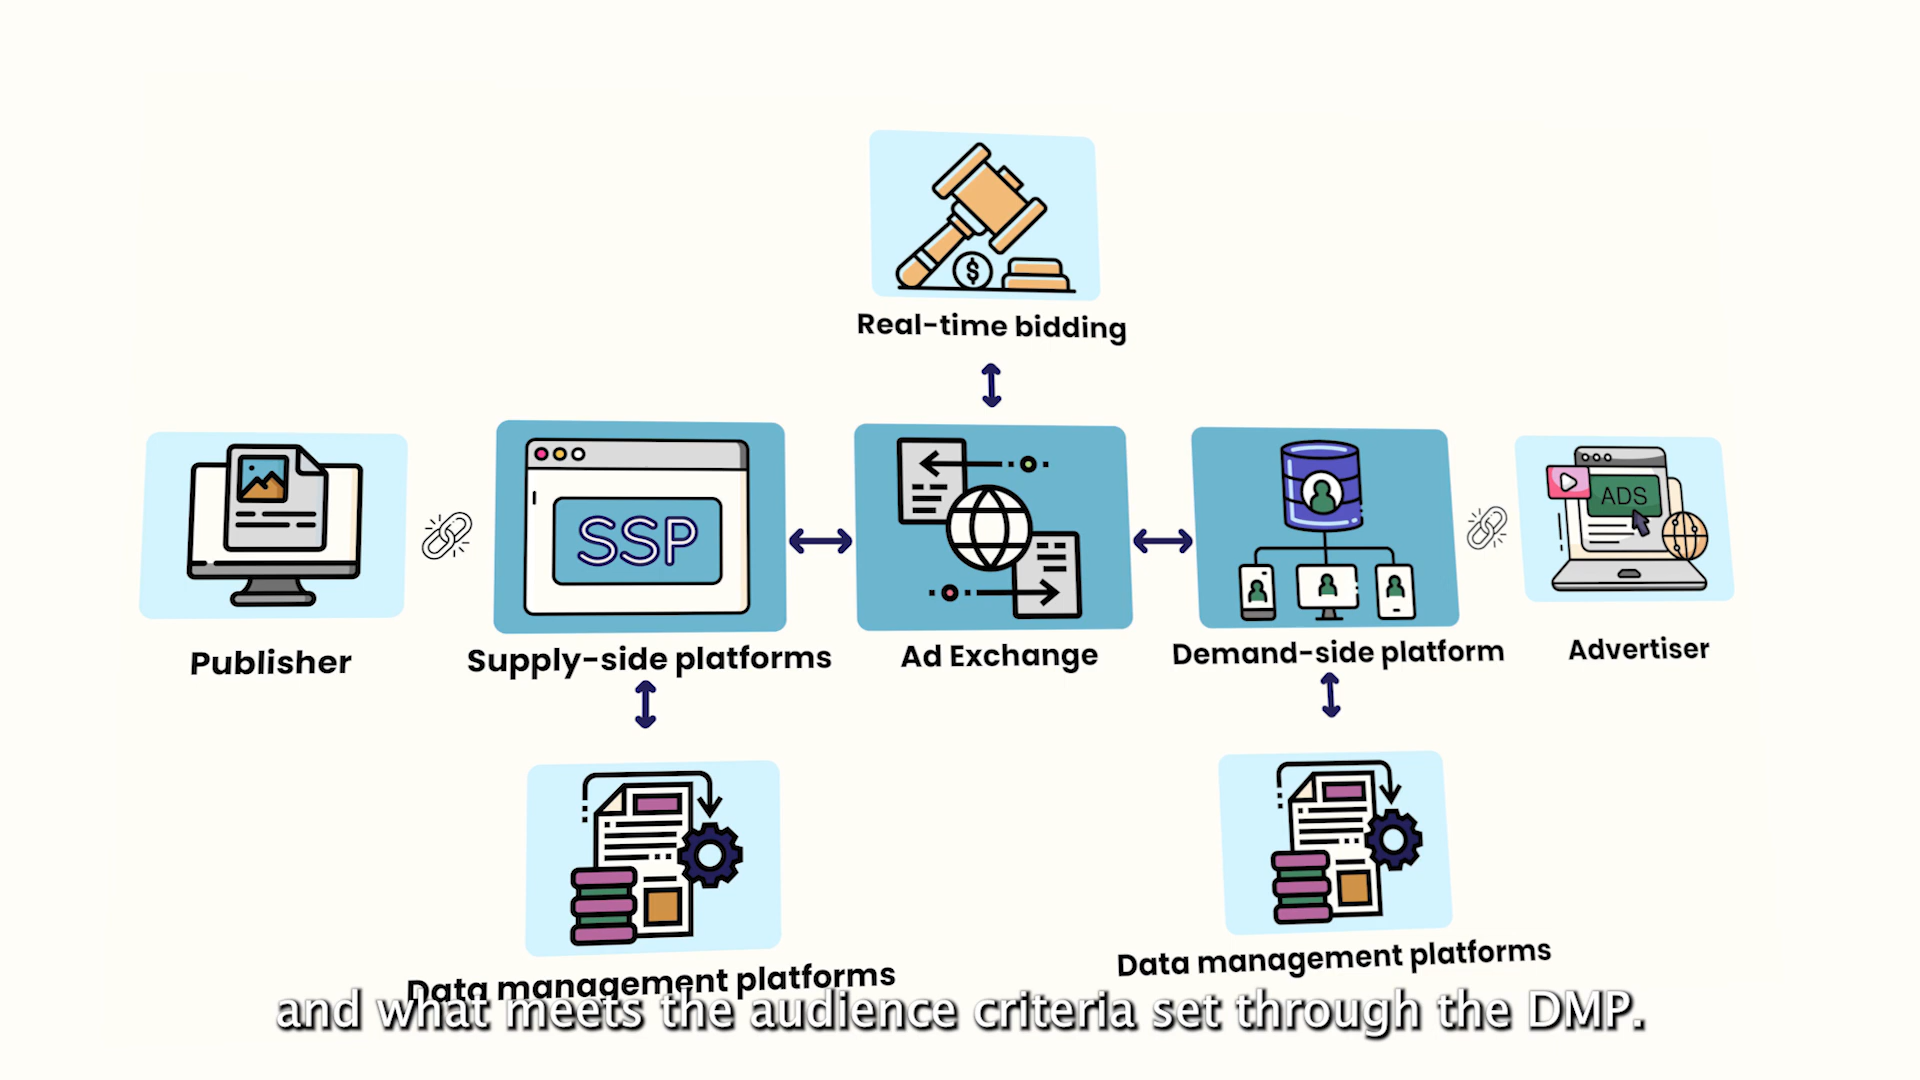 Real-time bidding
SSP
ADS
Publisher
Supply-side platforms
Ad Exchange
Demand-side platform
Advertiser
Data management platforms
Data management platforms
and what meets the audience criteria set through the DMP.